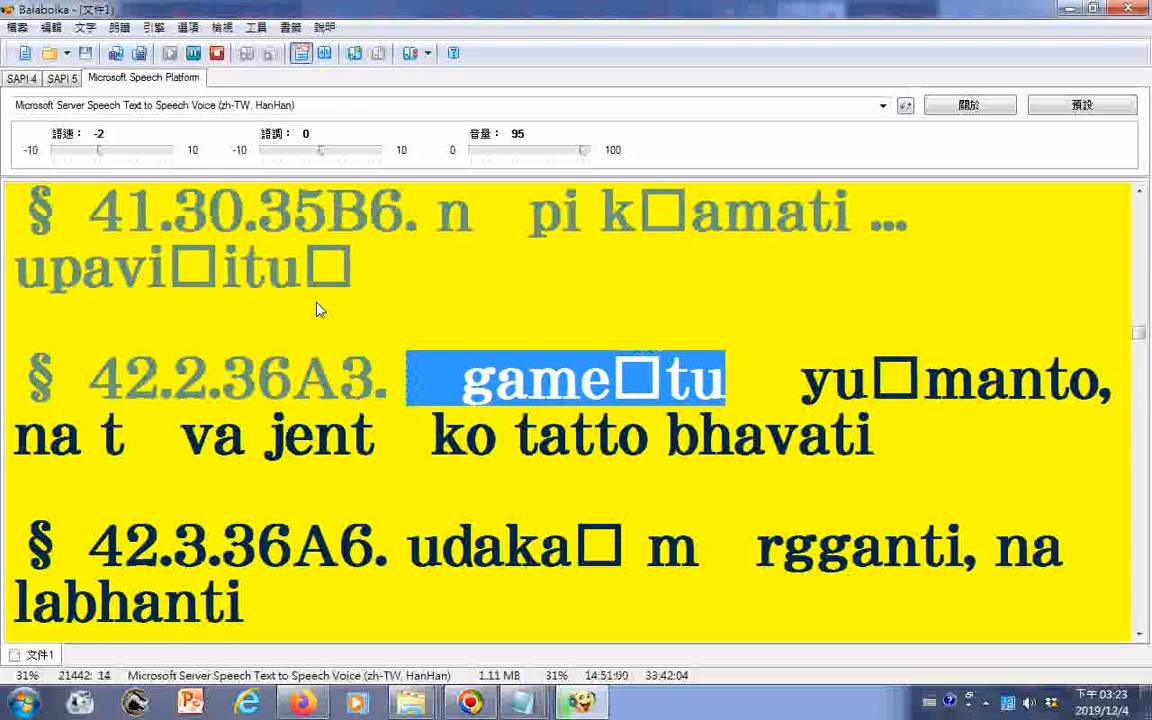 Balabolka - [文件1]
檔案 編輯 文字 朗讀 引擎 選項 檢視 工具 書籤 說明
SAPI 4 SAPI 5 Microsoft Speech Platform
Microsoft Server Speech Text to Speech Voice (zh-TW, HanHan) 關於 預設
語速： -2 語調： 0 音量： 95
-10 10 -10 10 0 100
§ 41.30.35B6. n pi k□amati ...
upavi□itu□
§ 42.2.36A3. game□tu yu□manto,
na t va jent ko tatto bhavati
§ 42.3.36A6. udaka□ m rgganti, na
labhanti
文件1
31% 21442: 14 Microsoft Server Speech Text to Speech Voice (zh-TW, HanHan) 1.11 MB 31% 14:51:00 33:42:04
下午 03:23
2019/12/4